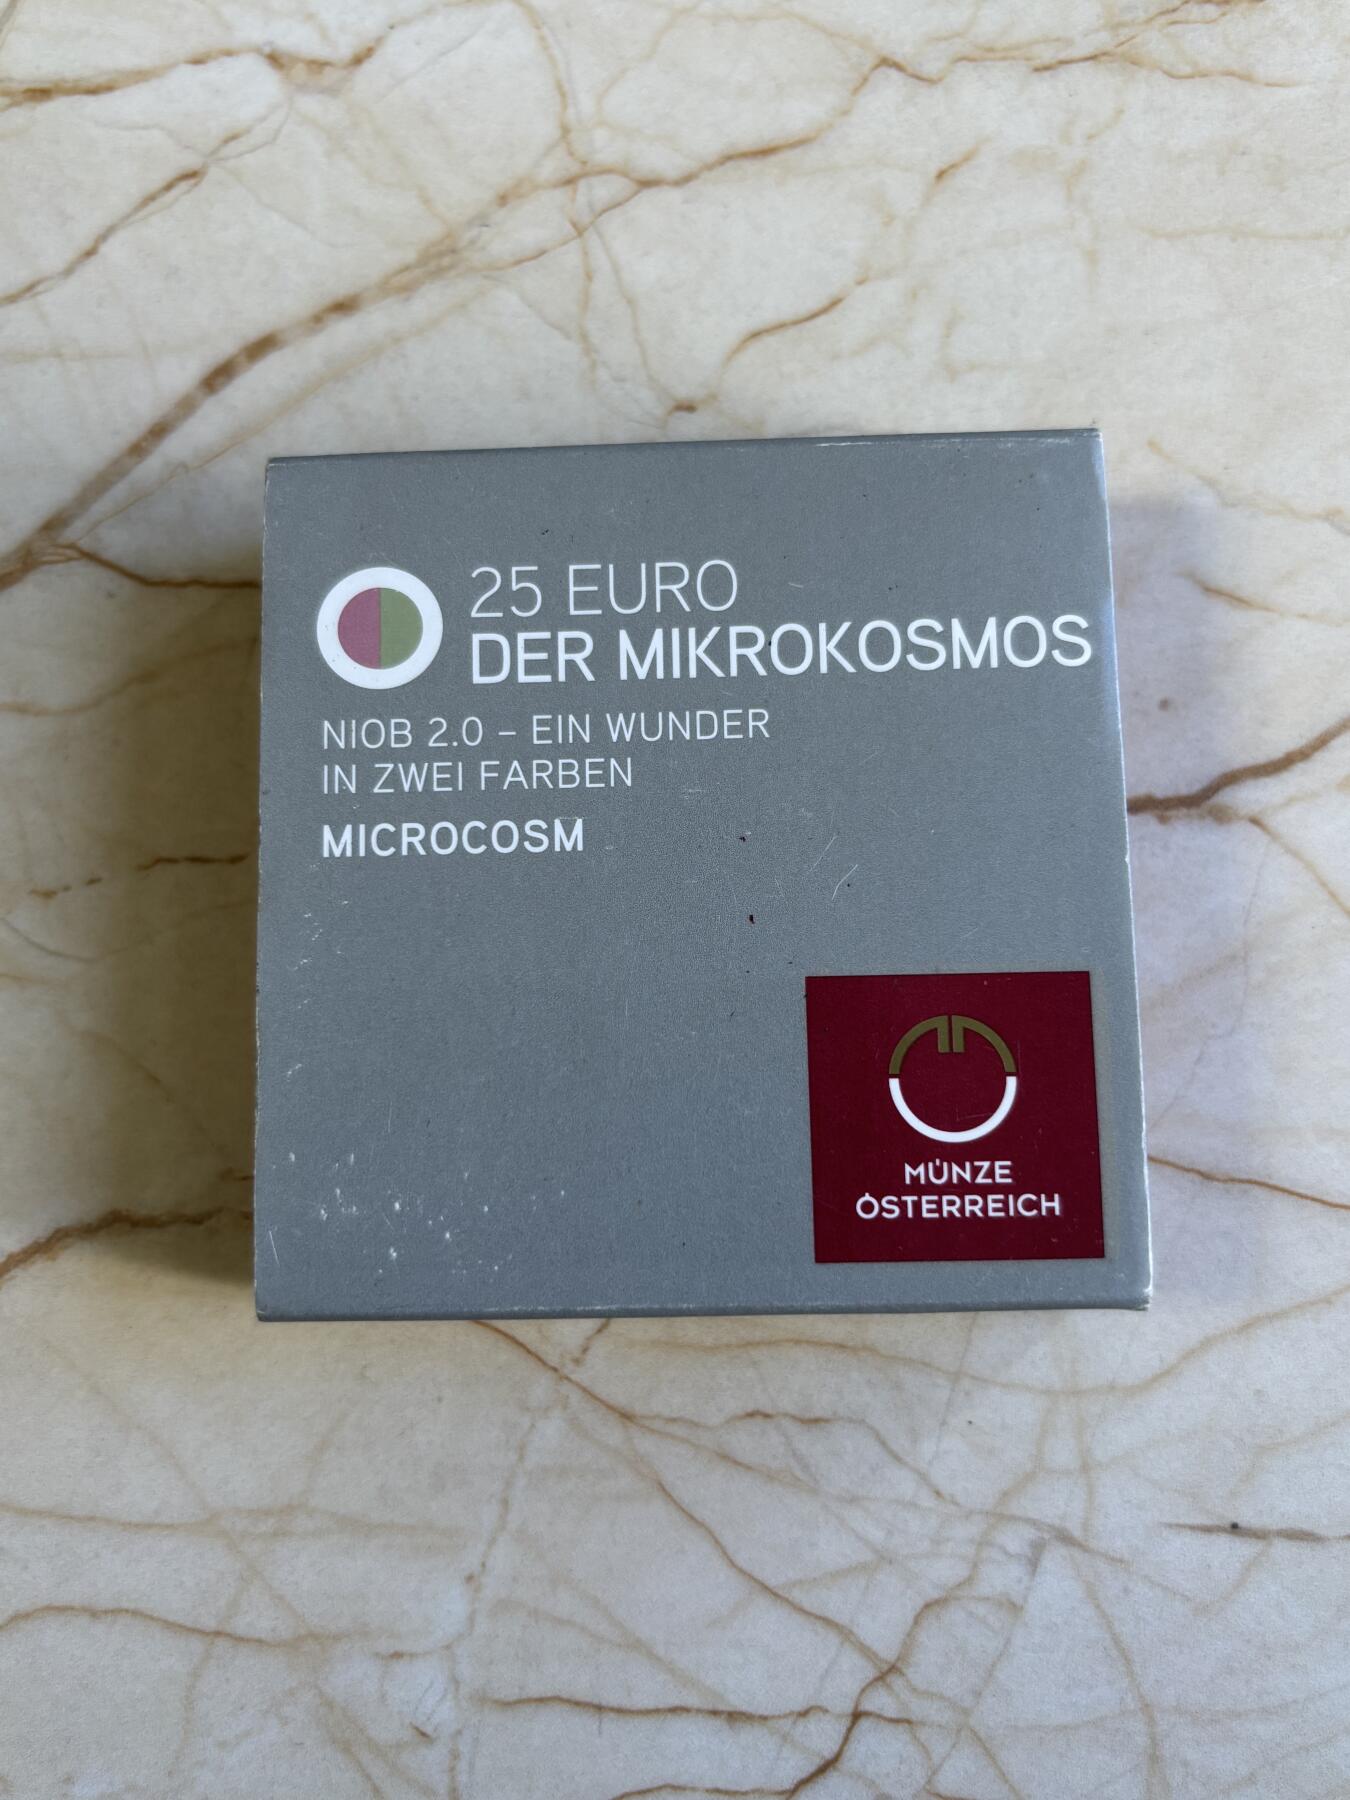 25 EURO
DER MIKROKOSMOS
NIOB 2.0 – EIN WUNDER
IN ZWEI FARBEN
MICROCOSM
MÜNZE
ÖSTERREICH